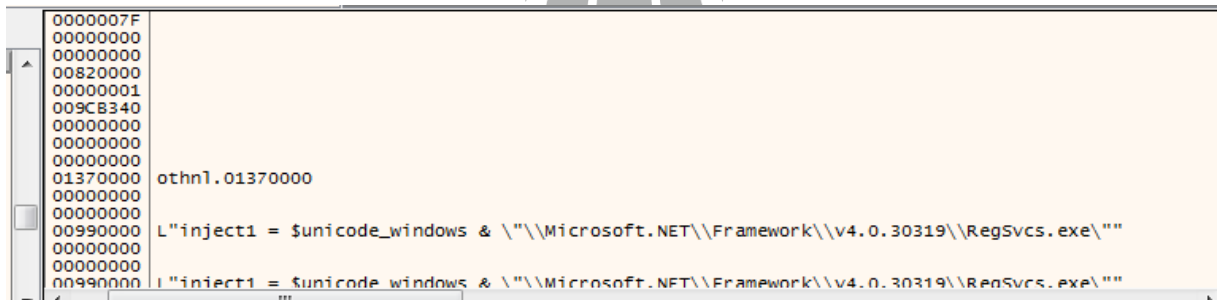 0000007F
00000000
00000000
00820000
00000001
009CB340
00000000
00000000
00000000
01370000 othnl.01370000
00000000
00000000
00990000 L"inject1 = $unicode_windows & \"\\Microsoft.NET\\Framework\\v4.0.30319\\RegSvcs.exe\""
00000000
00000000
00990000 L"inject1 = $unicode_windows & \"\\Microsoft.NET\\Framework\\v4.0.30319\\RegSvcs.exe\""